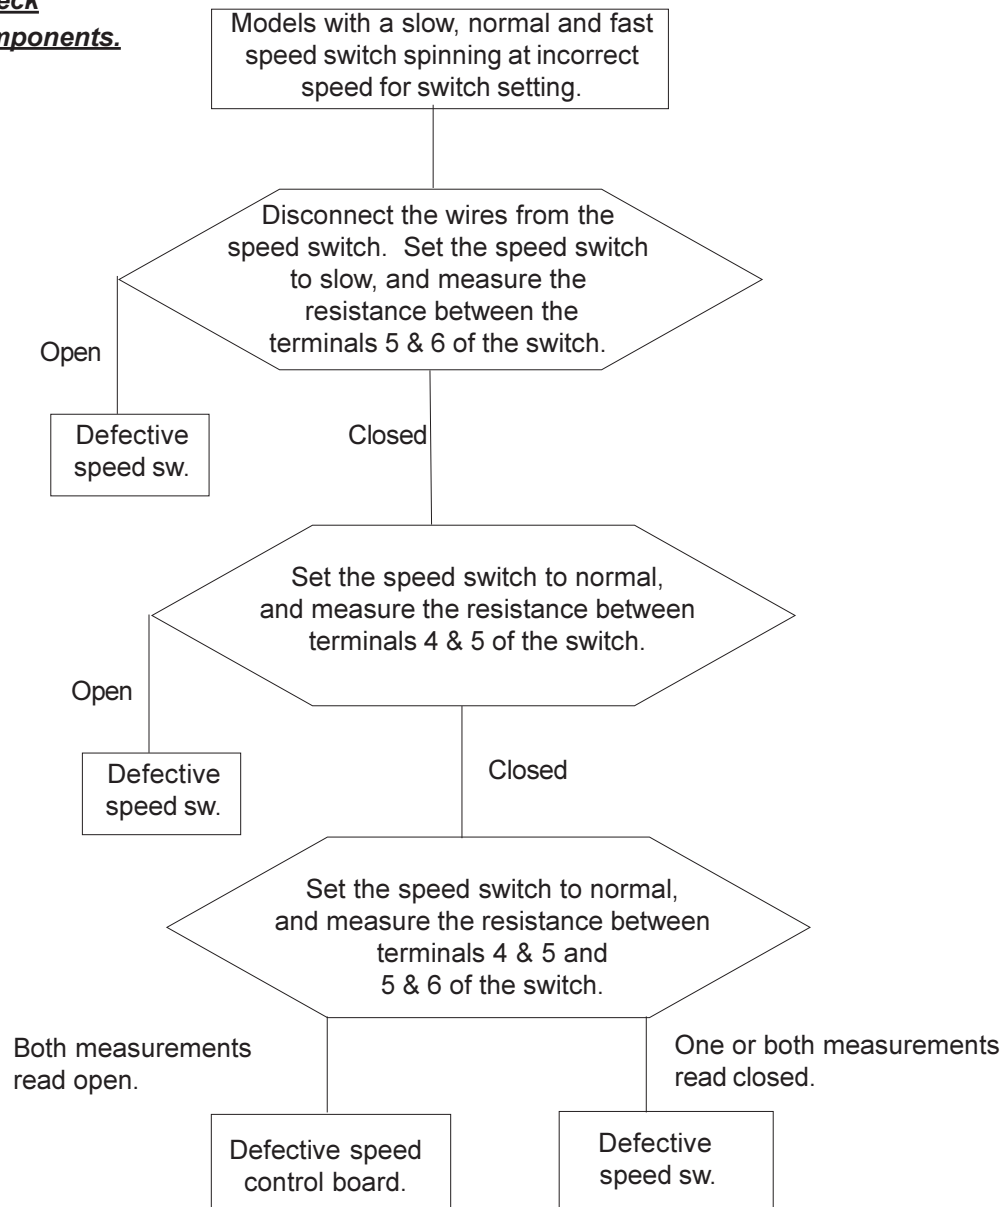 mponents.
Models with a slow, normal and fast
speed switch spinning at incorrect
speed for switch setting.
Disconnect the wires from the
speed switch. Set the speed switch
to slow, and measure the
resistance between the
terminals 5 & 6 of the switch.
Open
Defective
speed sw.
Closed
Set the speed switch to normal,
and measure the resistance between
terminals 4 & 5 of the switch.
Open
Defective
speed sw.
Closed
Set the speed switch to normal,
and measure the resistance between
terminals 4 & 5 and
5 & 6 of the switch.
Both measurements
read open.
One or both measurements
read closed.
Defective speed
control board.
Defective
speed sw.